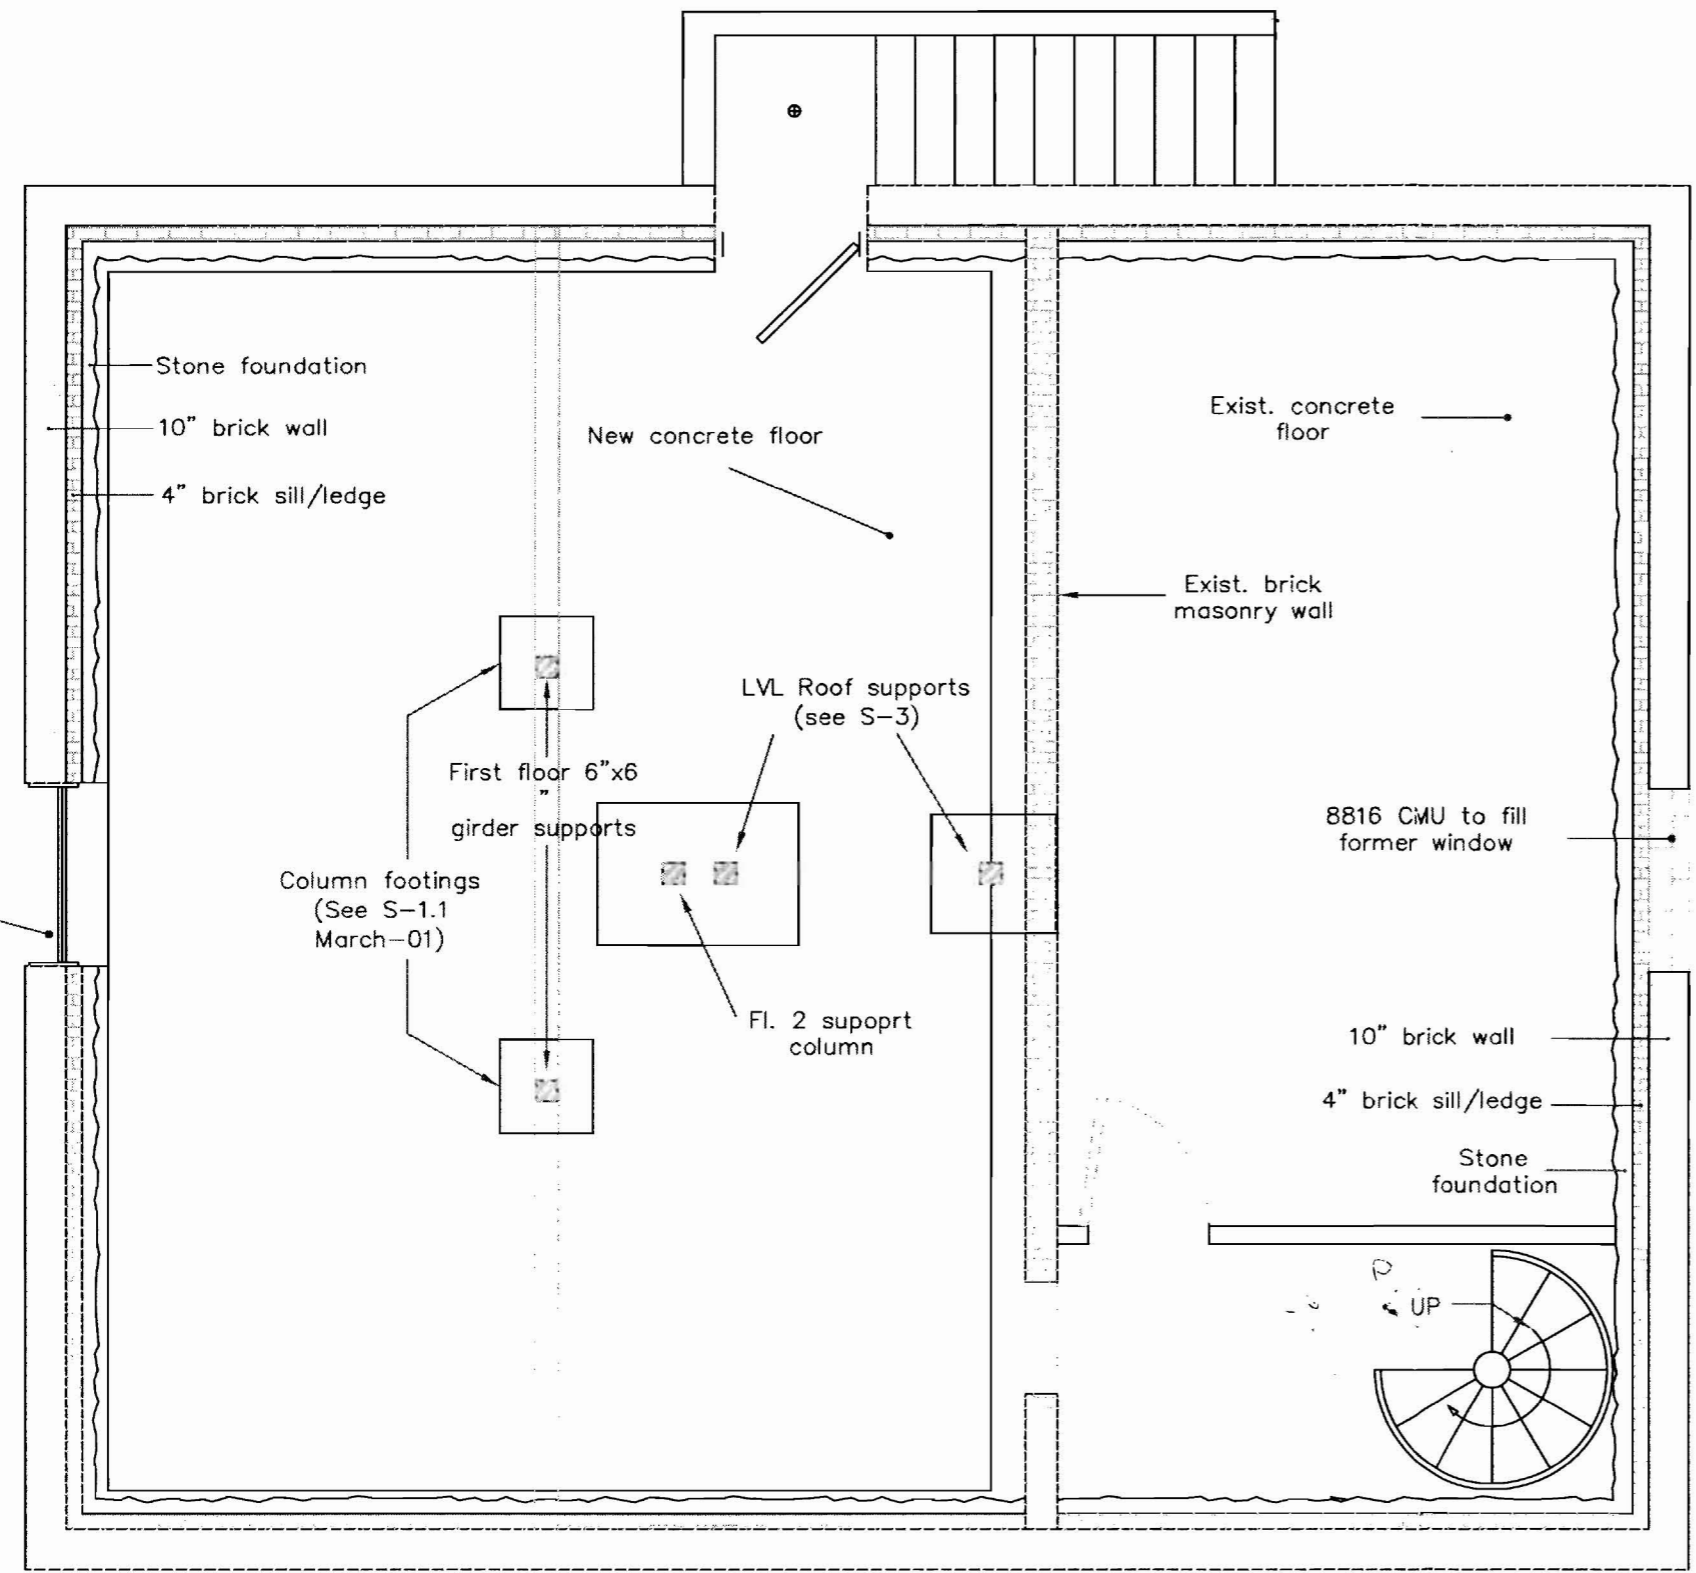 Stone foundation
10" brick wall
4" brick sill/ledge
New concrete floor
Exist. concrete
floor
Exist. brick
masonry wall
LVL Roof supports
(see S-3)
First floor 6"x6
"
girder supports
Column footings
(See S-1.1
March-01)
Fl. 2 supoprt
column
8816 CMU to fill
former window
10" brick wall
4" brick sill/ledge
Stone
foundation
UP